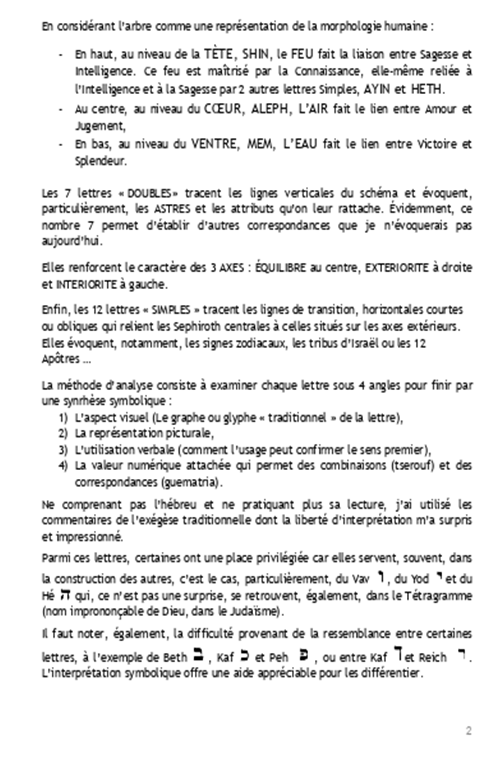 En considérant l'arbre comme une représentation de la morphologie humaine :
- En haut, au niveau de la TÈTE, SHIN, le FEU fait la liaison entre Sagesse et
Intelligence. Ce feu est maîtrisé par la Connaissance, elle-même reliée à
l'Intelligence et à la Sagesse par 2 autres lettres Simples, AYIN et HETH.
- Au centre, au niveau du CŒUR, ALEPH, L'AIR fait le lien entre Amour et
Jugement,
- En bas, au niveau du VENTRE, MEM, L'EAU fait le lien entre Victoire et
Splendeur.
Les 7 lettres « DOUBLES» tracent les lignes verticales du schéma et évoquent,
particulièrement, les ASTRES et les attributs qu'on leur rattache. Évidemment, ce
nombre 7 permet d'établir d'autres correspondances que je n'évoquerais pas
aujourd'hui.
Elles renforcent le caractère des 3 AXES : ÉQUILIBRE au centre, EXTERIORITE à droite
et INTERIORITE à gauche.
Enfin, les 12 lettres « SIMPLES » tracent les lignes de transition, horizontales courtes
ou obliques qui relient les Sephiroth centrales à celles situés sur les axes extérieurs.
Elles évoquent, notamment, les signes zodiacaux, les tribus d'Israël ou les 12
Apôtres ...
La méthode d'analyse consiste à examiner chaque lettre sous 4 angles pour finir par
une synrhèse symbolique :
1) L'aspect visuel (Le graphe ou glyphe « traditionnel » de la lettre),
2) La représentation picturale,
3) L'utilisation verbale (comment l'usage peut confirmer le sens premier),
4) La valeur numérique attachée qui permet des combinaisons (tserouf) et des
correspondances (guematria).
Ne comprenant pas l'hébreu et ne pratiquant plus sa lecture, j'ai utilisé les
commentaires de l'exégèse traditionnelle dont la liberté d'interprétation m'a surpris
et impressionné.
Parmi ces lettres, certaines ont une place privilégiée car elles servent, souvent, dans
la construction des autres, c'est le cas, particulièrement, du Vav ו , du Yod י et du
Hé ה qui, ce n'est pas une surprise, se retrouvent, également, dans le Tétragramme
(nom imprononçable de Dieu, dans le Judaïsme).
Il faut noter, également, la difficulté provenant de la ressemblance entre certaines
lettres, à l'exemple de Beth ב , Kaf כ et Peh פ , ou entre Kaf ך et Reich ר .
L'interprétation symbolique offre une aide appréciable pour les différentier.
2